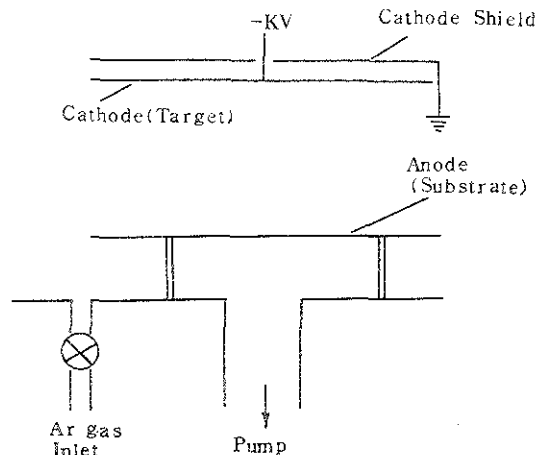 -KV
Cathode Shield
Cathode(Target)
Anode
(Substrate)
Ar gas
Inlet
Pump